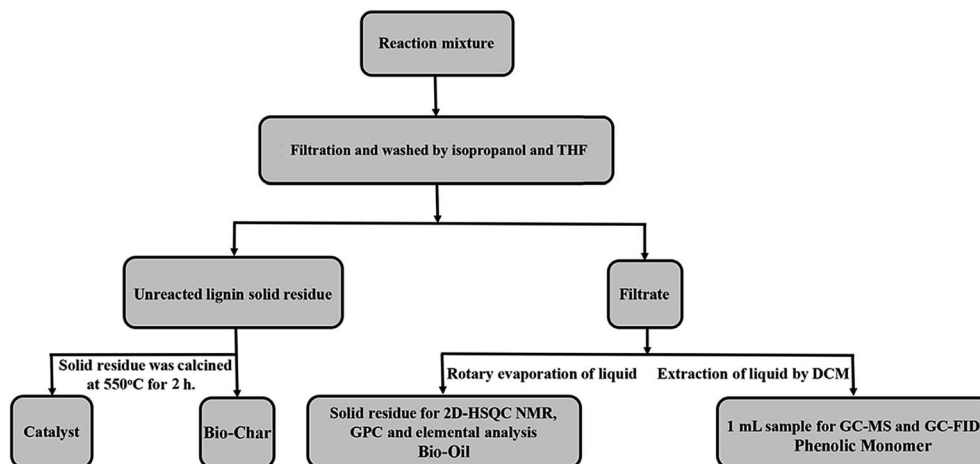 Reaction mixture
Filtration and washed by isopropanol and THF
Unreacted lignin solid residue
Filtrate
Solid residue was calcined
at 550°C for 2 h.
Rotary evaporation of liquid
Extraction of liquid by DCM
Catalyst
Bio-Char
Solid residue for 2D-HSQC NMR,
GPC and elemental analysis
Bio-Oil
1 mL sample for GC-MS and GC-FID
Phenolic Monomer